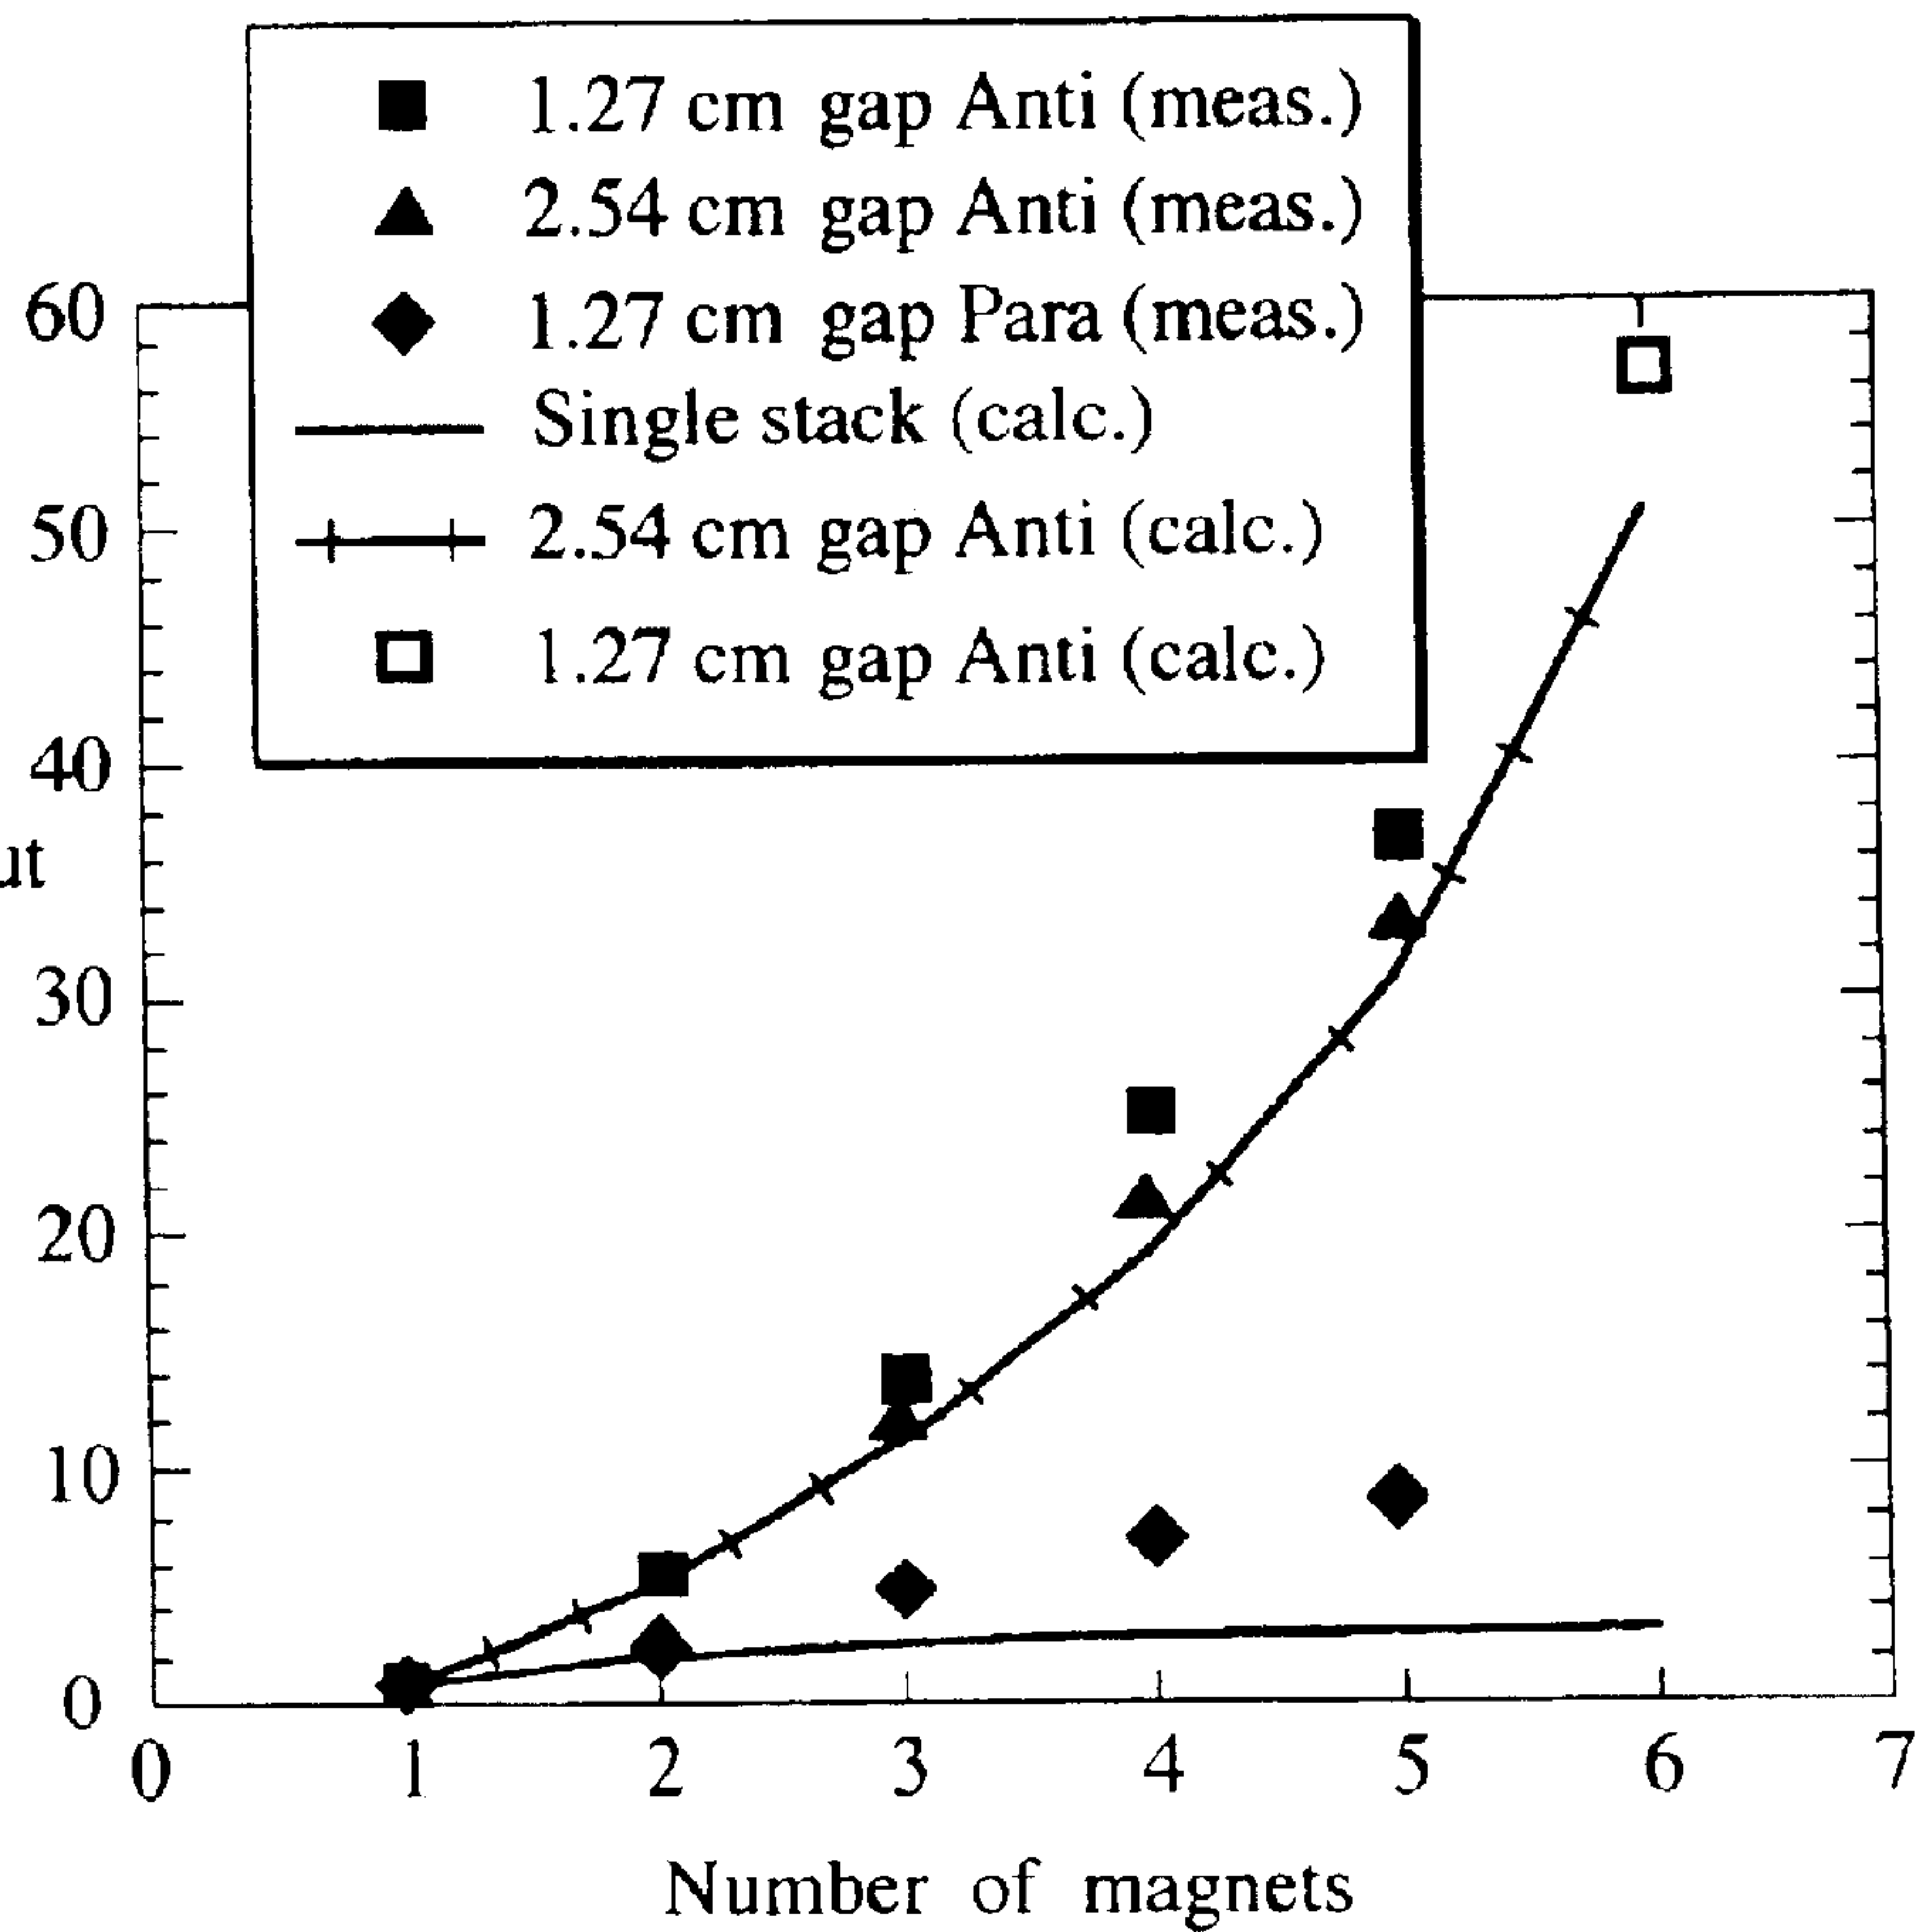 1.27 cm gap Anti (meas.)
2.54 cm gap Anti (meas.)
1.27 cm gap Para (meas.)
Single stack (calc.)
2.54 cm gap Anti (calc.)
1.27 cm gap Anti (calc.)
60
50
40
30
20
10
0
0 1 2 3 4 5 6 7
Number of magnets